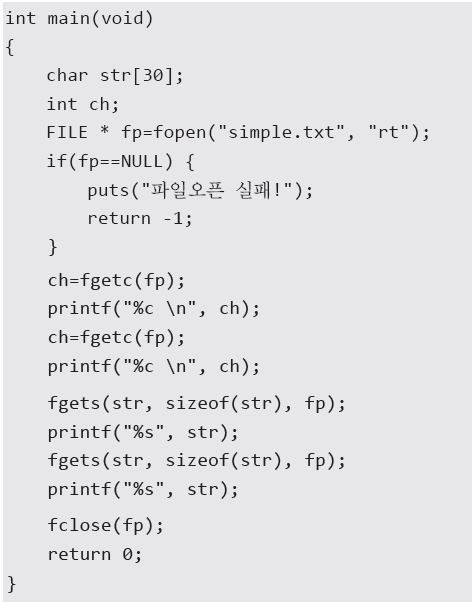 int main(void)
{
    char str[30];
    int ch;
    FILE * fp=fopen("simple.txt", "rt");
    if(fp==NULL) {
        puts("파일오픈 실패!");
        return -1;
    }
    ch=fgetc(fp);
    printf("%c \n", ch);
    ch=fgetc(fp);
    printf("%c \n", ch);
    fgets(str, sizeof(str), fp);
    printf("%s", str);
    fgets(str, sizeof(str), fp);
    printf("%s", str);
    fclose(fp);
    return 0;
}